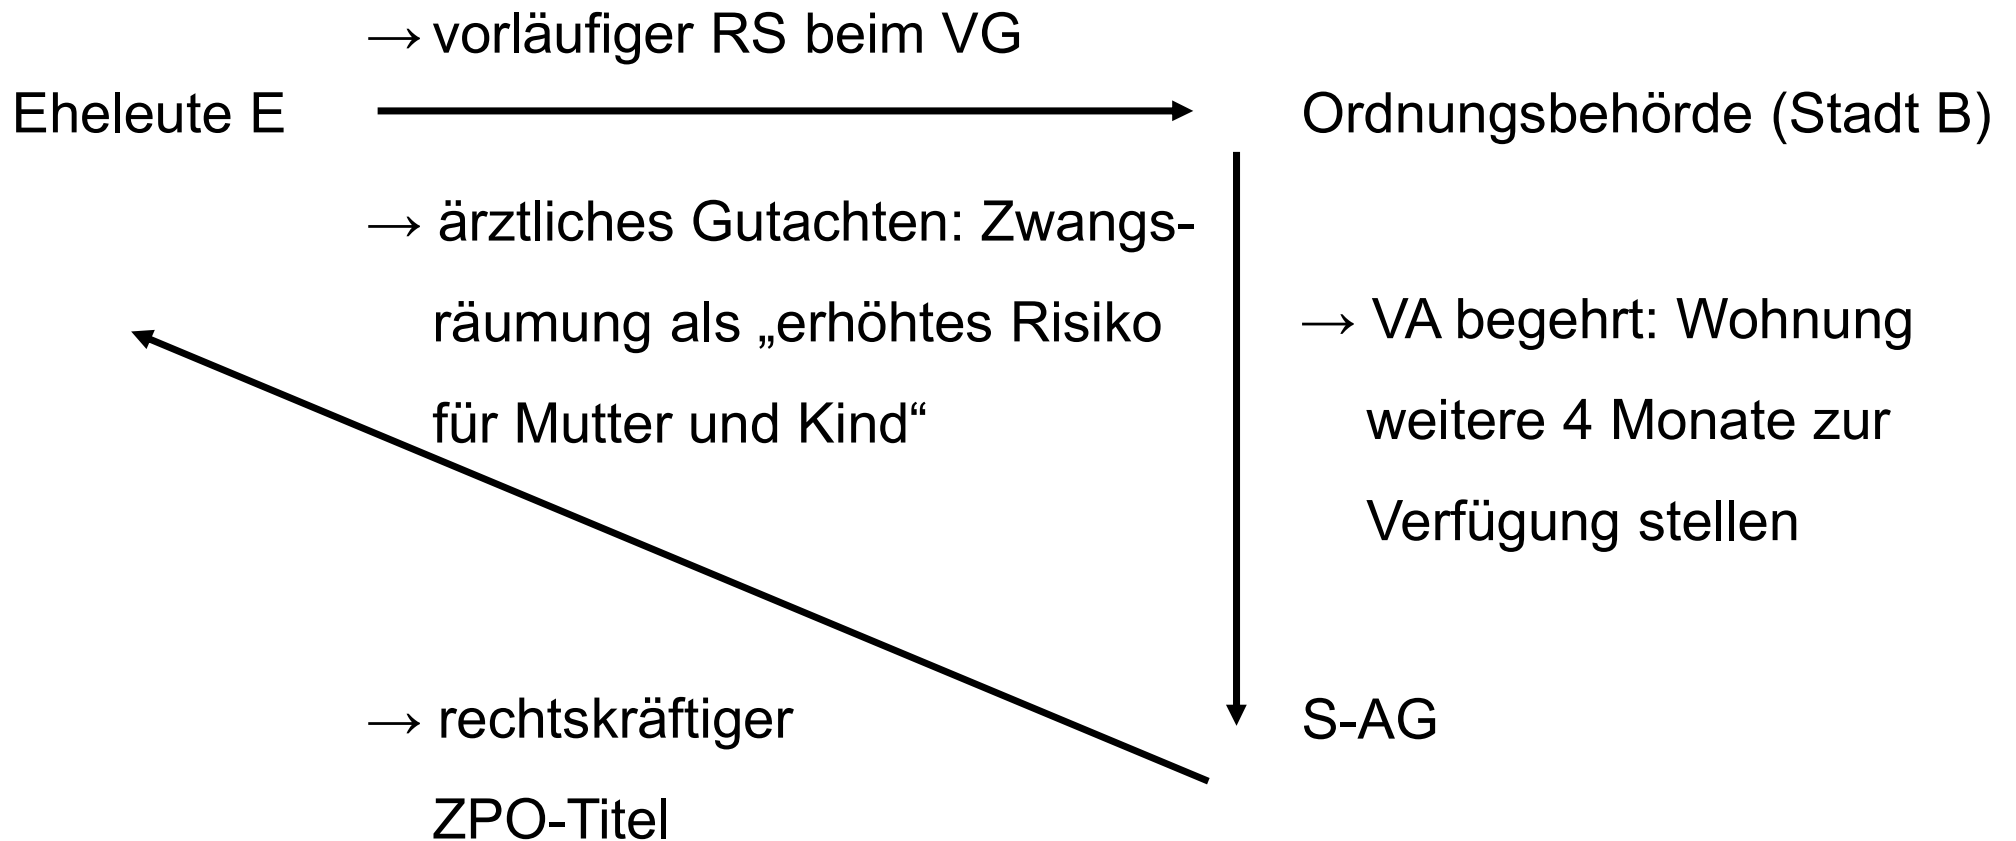 → vorläufiger RS beim VG
Eheleute E
Ordnungsbehörde (Stadt B)
→ ärztliches Gutachten: Zwangs-
räumung als „erhöhtes Risiko
für Mutter und Kind“
→ VA begehrt: Wohnung
weitere 4 Monate zur
Verfügung stellen
→ rechtskräftiger
ZPO-Titel
S-AG